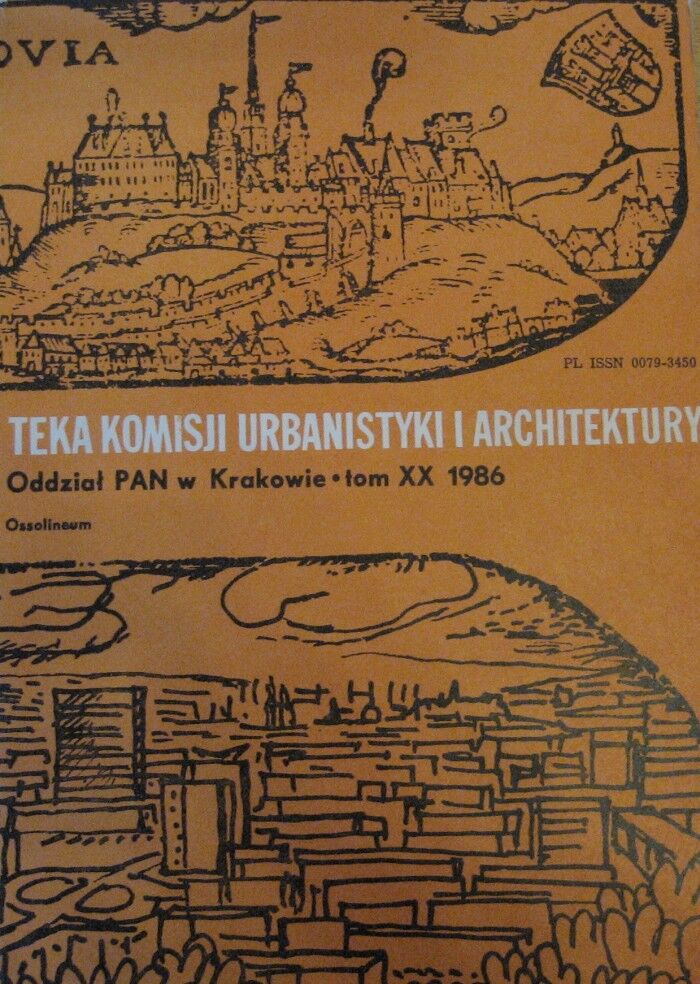 OVIA
PL ISSN 0079-3450
TEKA KOMISJI URBANISTYKI I ARCHITEKTURY
Oddział PAN w Krakowie • tom XX 1986
Ossolineum